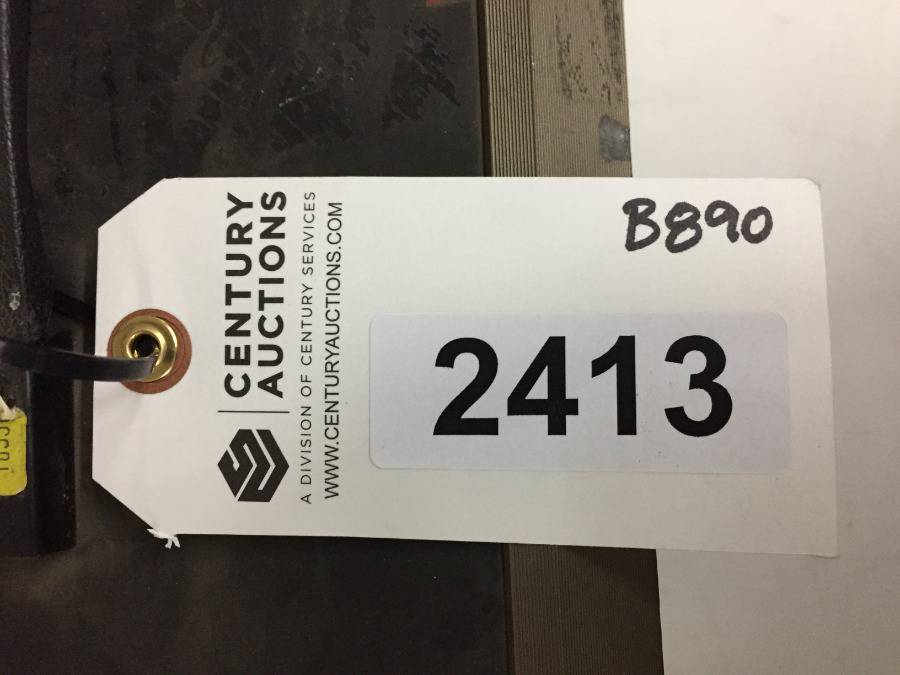 CENTURY
AUCTIONS
A DIVISION OF CENTURY SERVICES
WWW.CENTURYAUCTIONS.COM
B890
2413